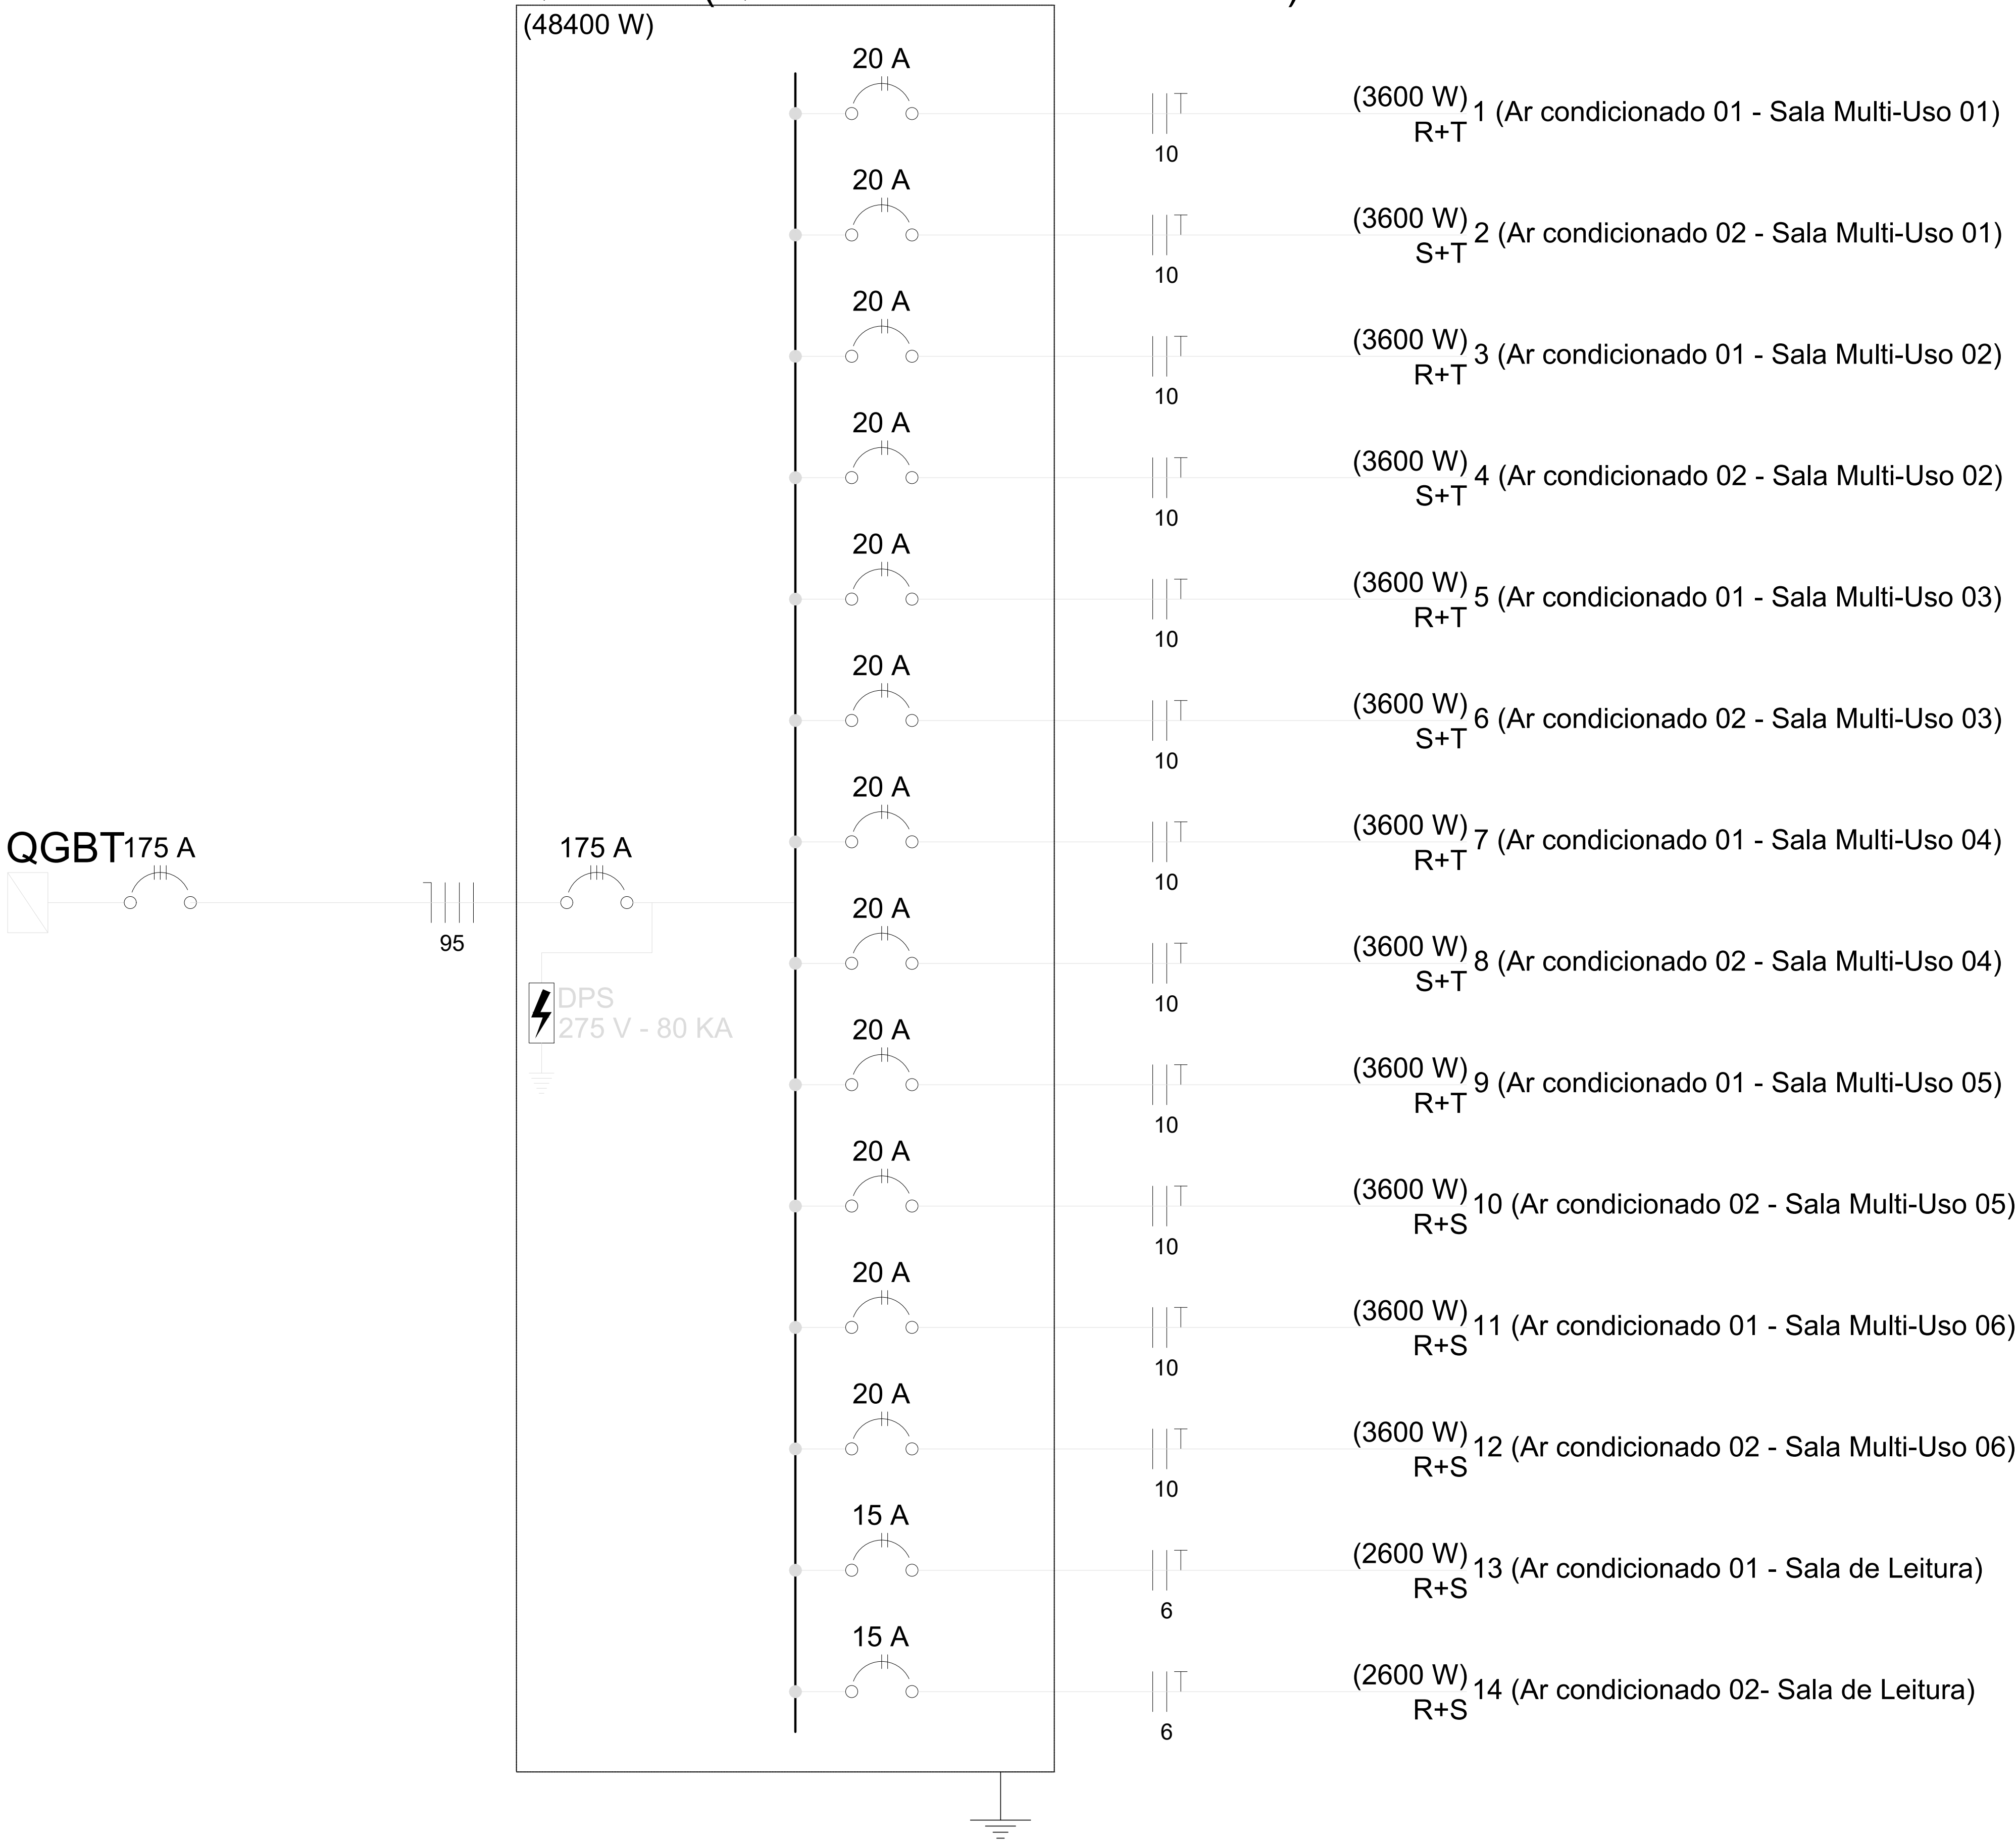 (48400 W)
20 A
(3600 W)
R+T
1 (Ar condicionado 01 - Sala Multi-Uso 01)
10
20 A
(3600 W)
S+T
2 (Ar condicionado 02 - Sala Multi-Uso 01)
10
20 A
(3600 W)
R+T
3 (Ar condicionado 01 - Sala Multi-Uso 02)
10
20 A
(3600 W)
S+T
4 (Ar condicionado 02 - Sala Multi-Uso 02)
10
20 A
(3600 W)
R+T
5 (Ar condicionado 01 - Sala Multi-Uso 03)
10
20 A
(3600 W)
S+T
6 (Ar condicionado 02 - Sala Multi-Uso 03)
10
20 A
(3600 W)
R+T
7 (Ar condicionado 01 - Sala Multi-Uso 04)
10
QGBT
175 A
95
175 A
DPS
275 V - 80 KA
20 A
(3600 W)
S+T
8 (Ar condicionado 02 - Sala Multi-Uso 04)
10
20 A
(3600 W)
R+T
9 (Ar condicionado 01 - Sala Multi-Uso 05)
10
20 A
(3600 W)
R+S
10 (Ar condicionado 02 - Sala Multi-Uso 05)
10
20 A
(3600 W)
R+S
11 (Ar condicionado 01 - Sala Multi-Uso 06)
10
20 A
(3600 W)
R+S
12 (Ar condicionado 02 - Sala Multi-Uso 06)
10
15 A
(2600 W)
R+S
13 (Ar condicionado 01 - Sala de Leitura)
6
15 A
(2600 W)
R+S
14 (Ar condicionado 02- Sala de Leitura)
6